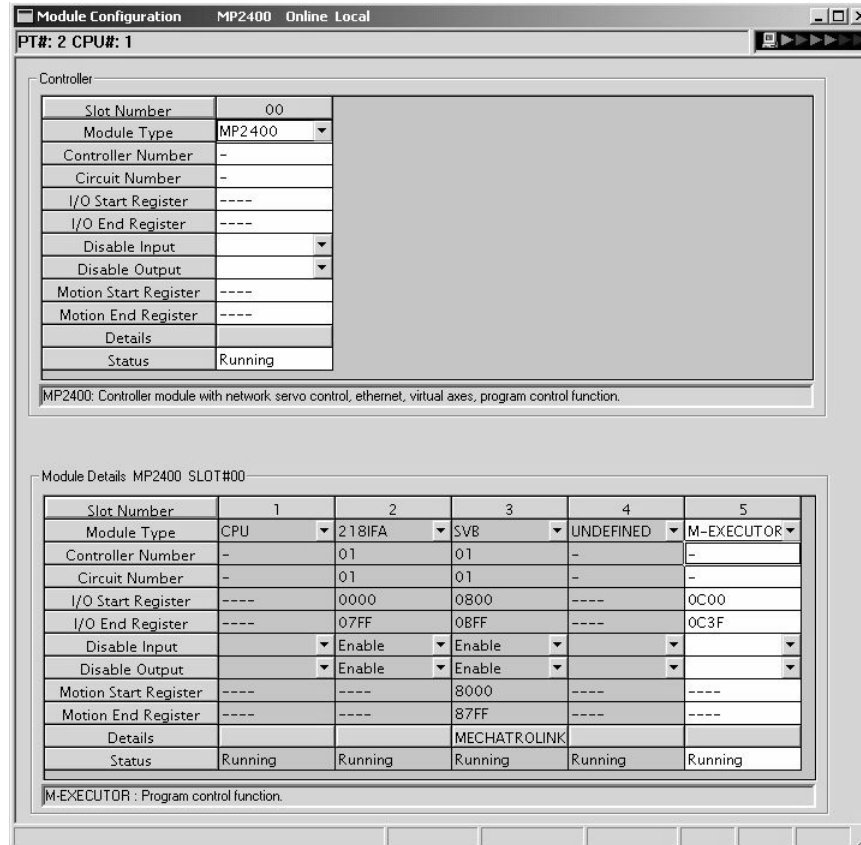 Module Configuration MP2400 Online Local
PT#: 2 CPU#: 1
Controller
Slot Number 00
Module Type MP2400
Controller Number -
Circuit Number -
I/O Start Register ----
I/O End Register ----
Disable Input
Disable Output
Motion Start Register ----
Motion End Register ----
Details
Status Running
MP2400: Controller module with network servo control, ethernet, virtual axes, program control function.
Module Details MP2400 SLOT#00
Slot Number 1 2 3 4 5
Module Type CPU 218IFA SVB UNDEFINED M-EXECUTOR
Controller Number - 01 01 - -
Circuit Number - 01 01 - -
I/O Start Register ---- 0000 0800 ---- 0C00
I/O End Register ---- 07FF 0BFF ---- 0C3F
Disable Input Enable Enable
Disable Output Enable Enable
Motion Start Register ---- ---- 8000 ---- ----
Motion End Register ---- ---- 87FF ---- ----
Details MECHATROLINK
Status Running Running Running Running Running
M-EXECUTOR : Program control function.